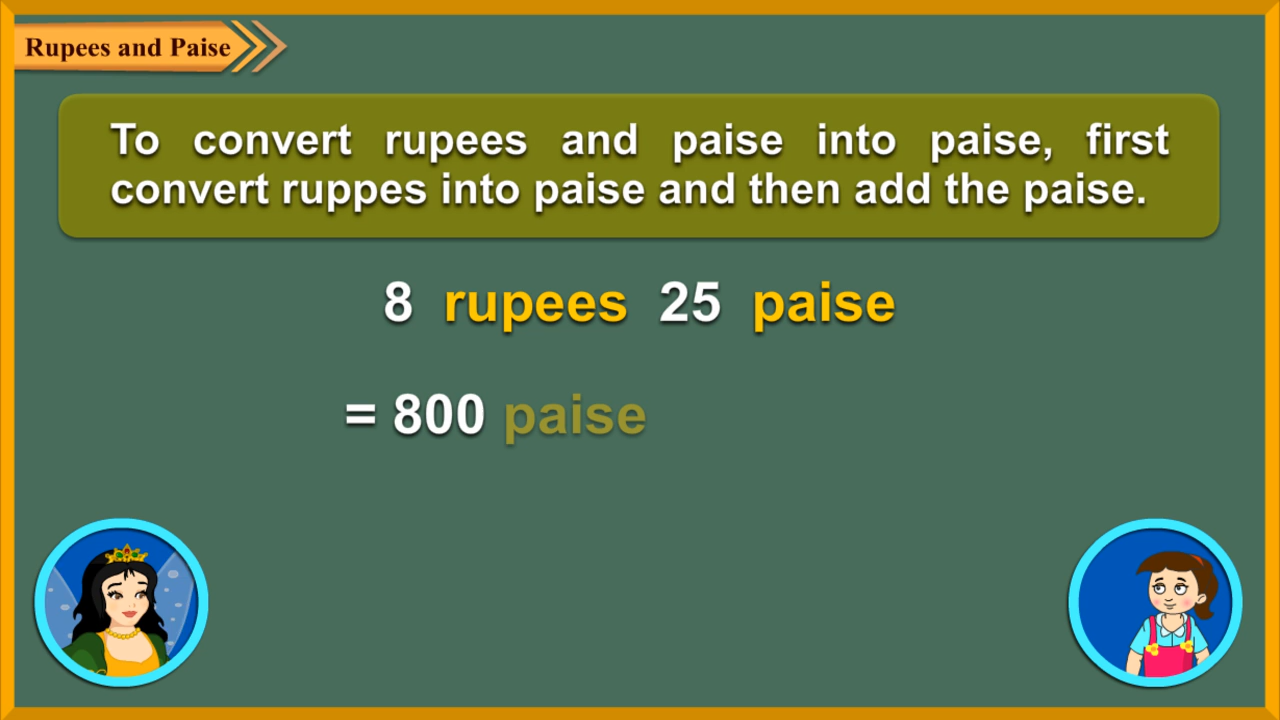 Rupees and Paise
To convert rupees and paise into paise, first
convert ruppes into paise and then add the paise.
8 rupees 25 paise
= 800 paise